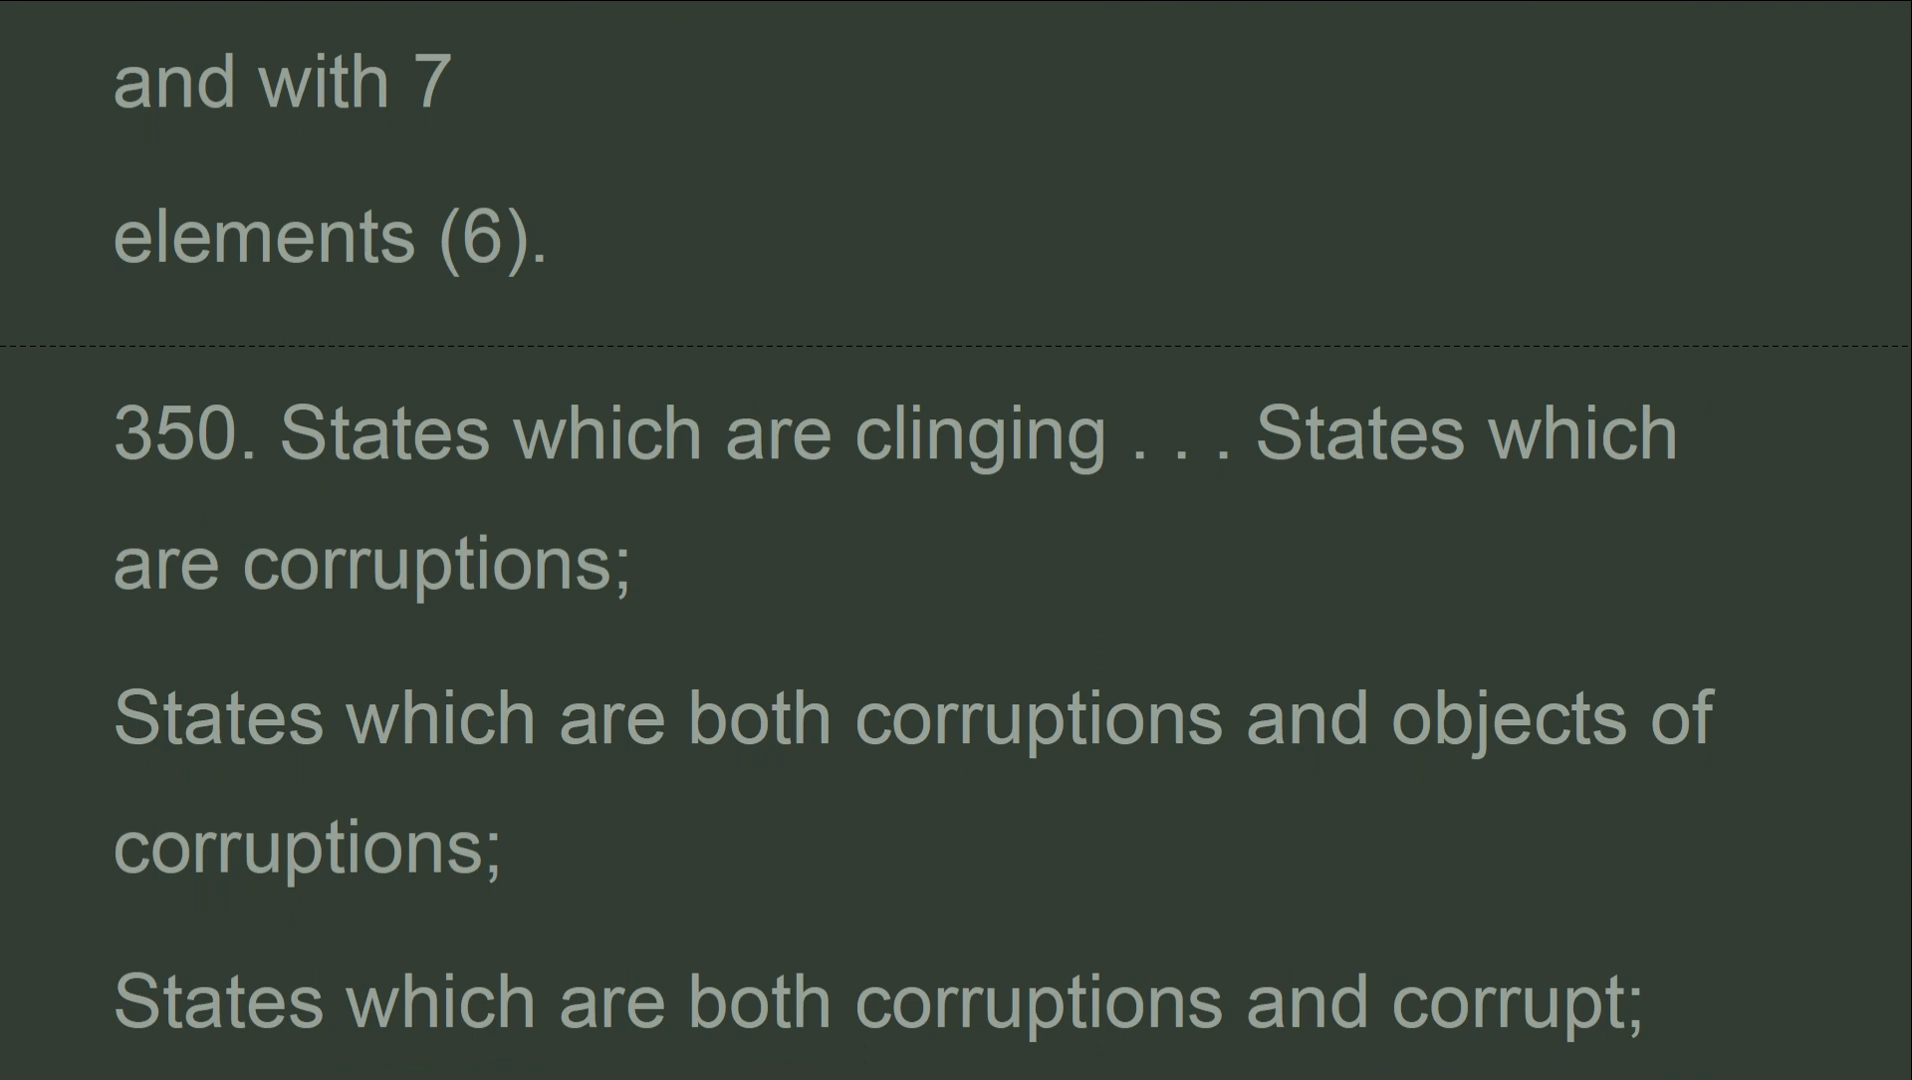 and with 7
elements (6).
350. States which are clinging . . . States which
are corruptions;
States which are both corruptions and objects of
corruptions;
States which are both corruptions and corrupt;